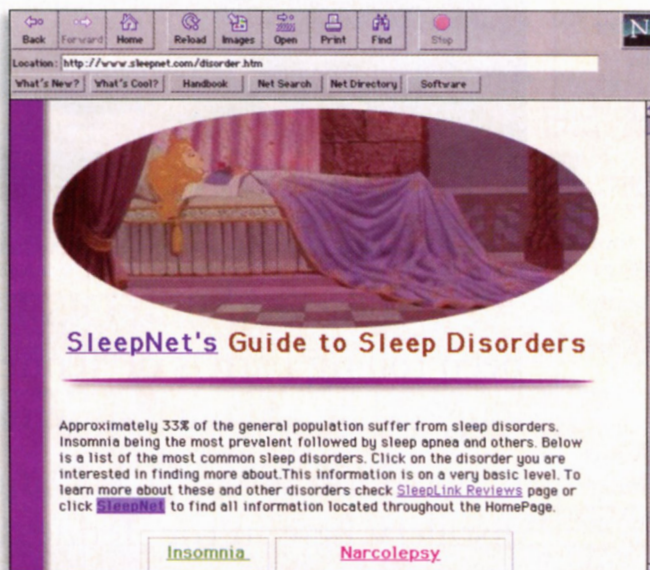 Back Forward Home Reload Images Open Print Find Stop N
Location: http://www.sleepnet.com/disorder.htm
What's New? What's Cool? Handbook Net Search Net Directory Software
SleepNet's Guide to Sleep Disorders
Approximately 33% of the general population suffer from sleep disorders.
Insomnia being the most prevalent followed by sleep apnea and others. Below
is a list of the most common sleep disorders. Click on the disorder you are
interested in finding more about.This information is on a very basic level. To
learn more about these and other disorders check SleepLink Reviews page or
click SleepNet to find all information located throughout the HomePage.
Insomnia Narcolepsy